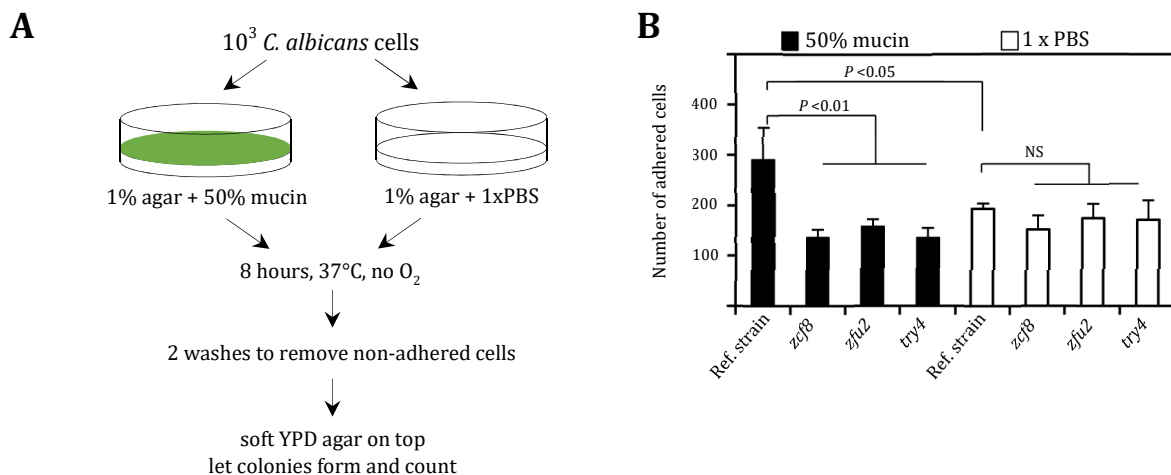 A
10³ C. albicans cells
1% agar + 50% mucin
1% agar + 1xPBS
8 hours, 37°C, no O₂
2 washes to remove non-adhered cells
soft YPD agar on top
let colonies form and count
B
50% mucin
1 x PBS
Number of adhered cells
400
300
200
100
P <0.05
P <0.01
NS
Ref. strain
zcf8
zfu2
try4
Ref. strain
zcf8
zfu2
try4